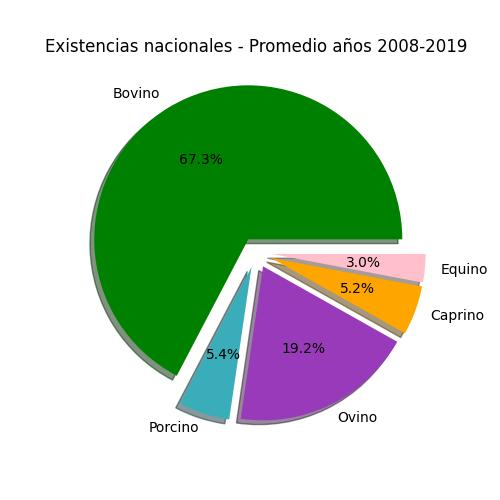 Existencias nacionales - Promedio años 2008-2019
Bovino
67.3%
3.0%
Equino
5.2%
Caprino
19.2%
5.4%
Ovino
Porcino